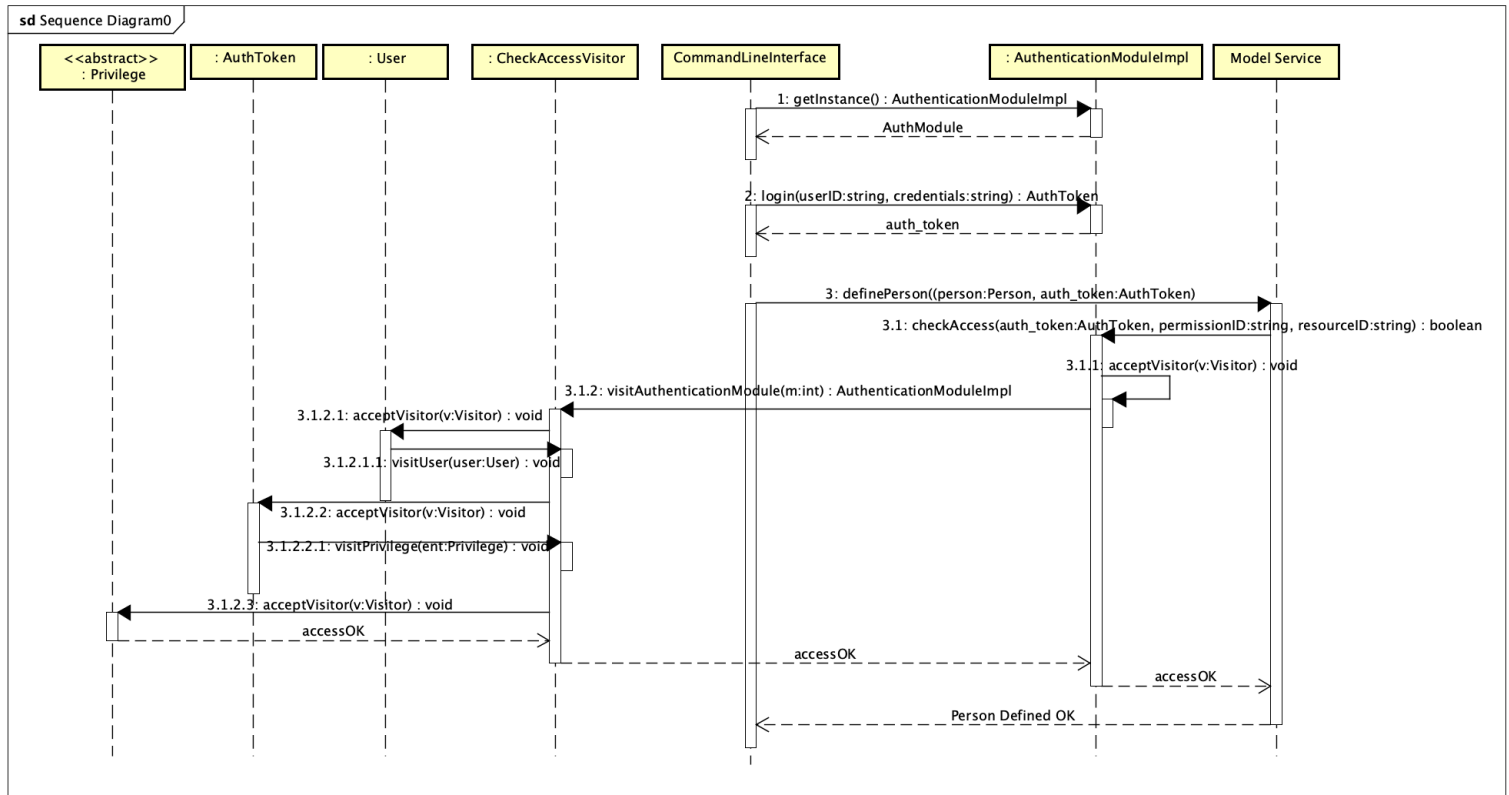 sd Sequence Diagram0
<<abstract>>
: Privilege
: AuthToken
: User
: CheckAccessVisitor
CommandLineInterface
: AuthenticationModuleImpl
Model Service
1: getInstance() : AuthenticationModuleImpl
AuthModule
2: login(userID:string, credentials:string) : AuthToken
auth_token
3: definePerson((person:Person, auth_token:AuthToken)
3.1: checkAccess(auth_token:AuthToken, permissionID:string, resourceID:string) : boolean
3.1.1: acceptVisitor(v:Visitor) : void
3.1.2: visitAuthenticationModule(m:int) : AuthenticationModuleImpl
3.1.2.1: acceptVisitor(v:Visitor) : void
3.1.2.1.1: visitUser(user:User) : void
3.1.2.2: acceptVisitor(v:Visitor) : void
3.1.2.2.1: visitPrivilege(ent:Privilege) : void
3.1.2.3: acceptVisitor(v:Visitor) : void
accessOK
accessOK
accessOK
Person Defined OK